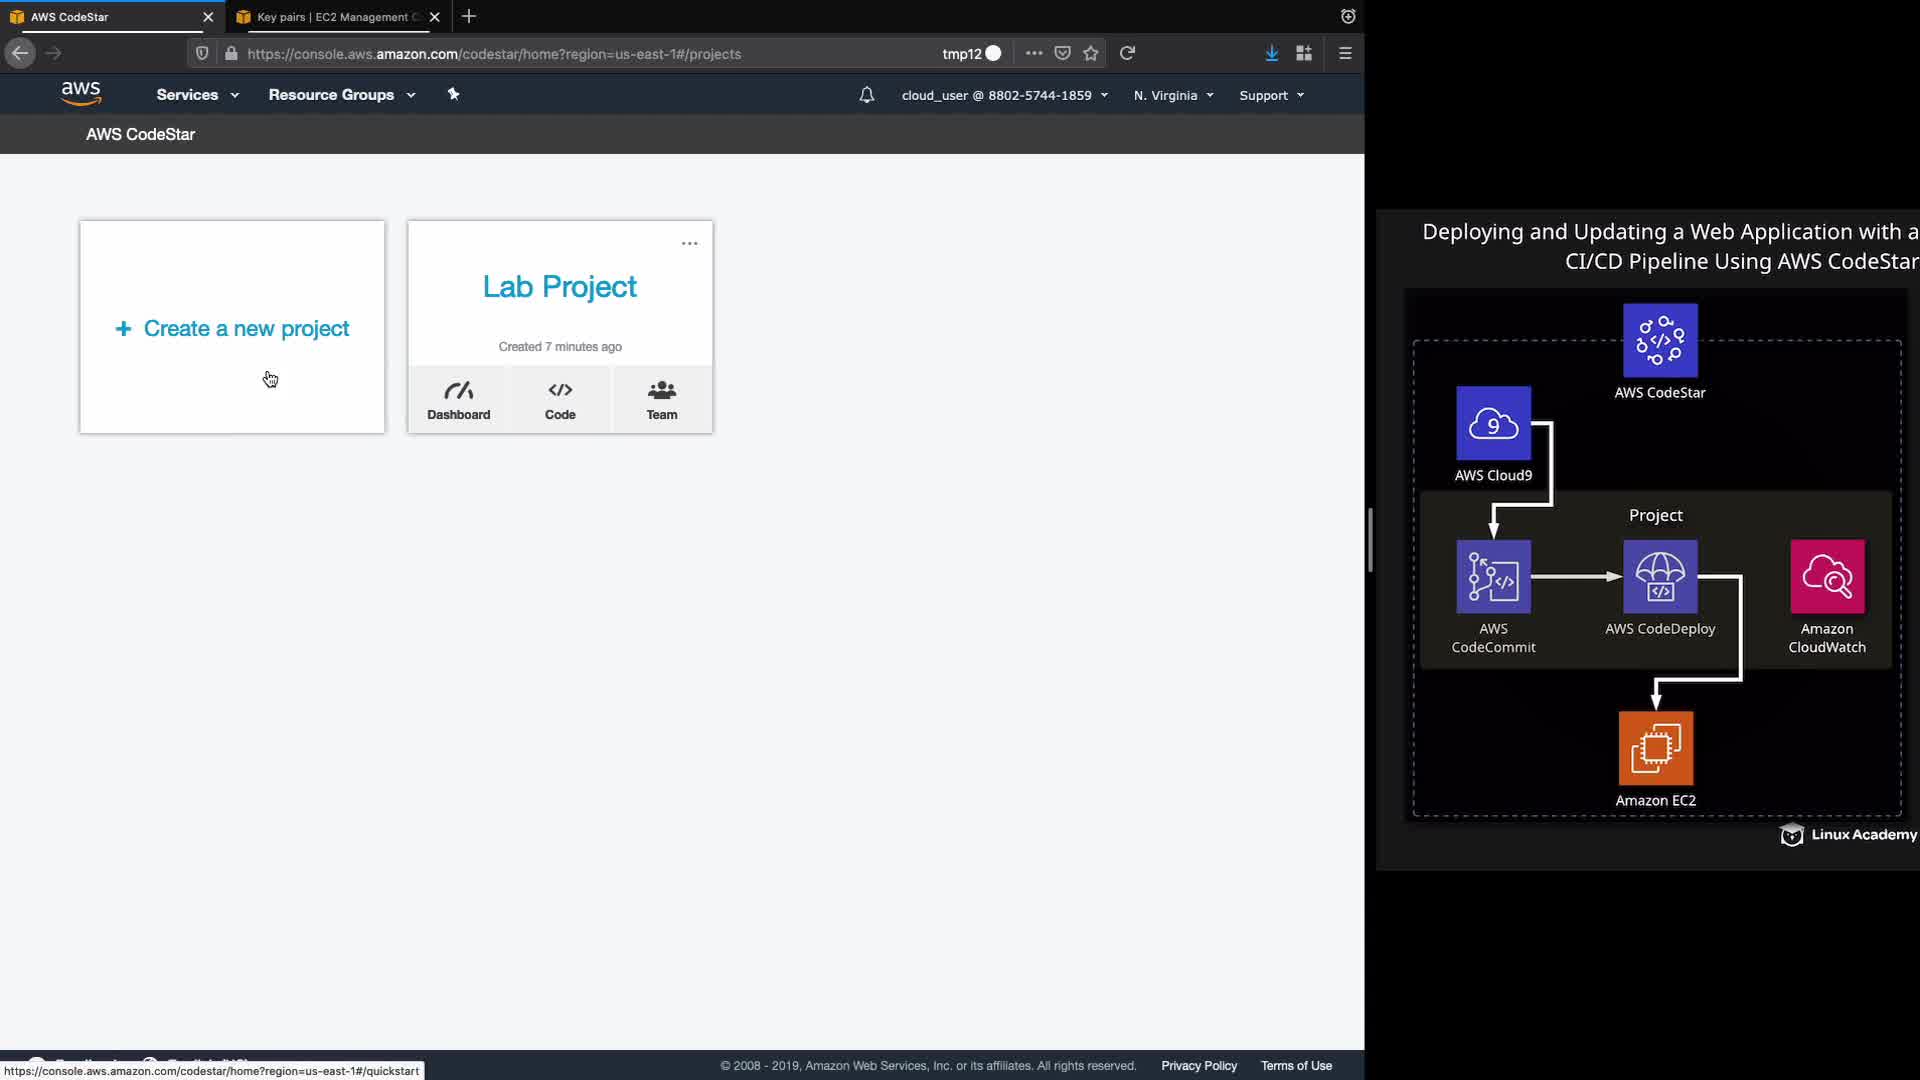 AWS CodeStar
Key pairs | EC2 Management C
https://console.aws.amazon.com/codestar/home?region=us-east-1#/projects
tmp12
aws
Services
Resource Groups
cloud_user @ 8802-5744-1859
N. Virginia
Support
AWS CodeStar
+ Create a new project
Lab Project
Created 7 minutes ago
Dashboard
Code
Team
© 2008 - 2019, Amazon Web Services, Inc. or its affiliates. All rights reserved.
Privacy Policy
Terms of Use
https://console.aws.amazon.com/codestar/home?region=us-east-1#/quickstart
Deploying and Updating a Web Application with a
CI/CD Pipeline Using AWS CodeStar
AWS CodeStar
9
AWS Cloud9
Project
AWS
CodeCommit
AWS CodeDeploy
Amazon
CloudWatch
Amazon EC2
Linux Academy